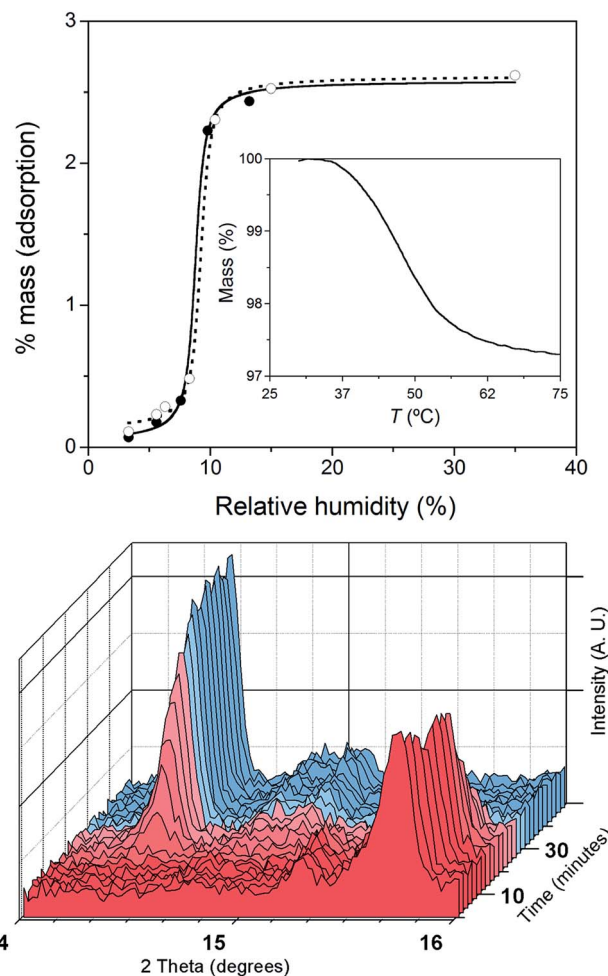 3
2
1
0
% mass (adsorption)
0 10 20 30 40
Relative humidity (%)
100
99
98
97
Mass (%)
25 37 50 62 75
T (ºC)
Intensity (A. U.)
30
10
Time (minutes)
4 15 16
2 Theta (degrees)